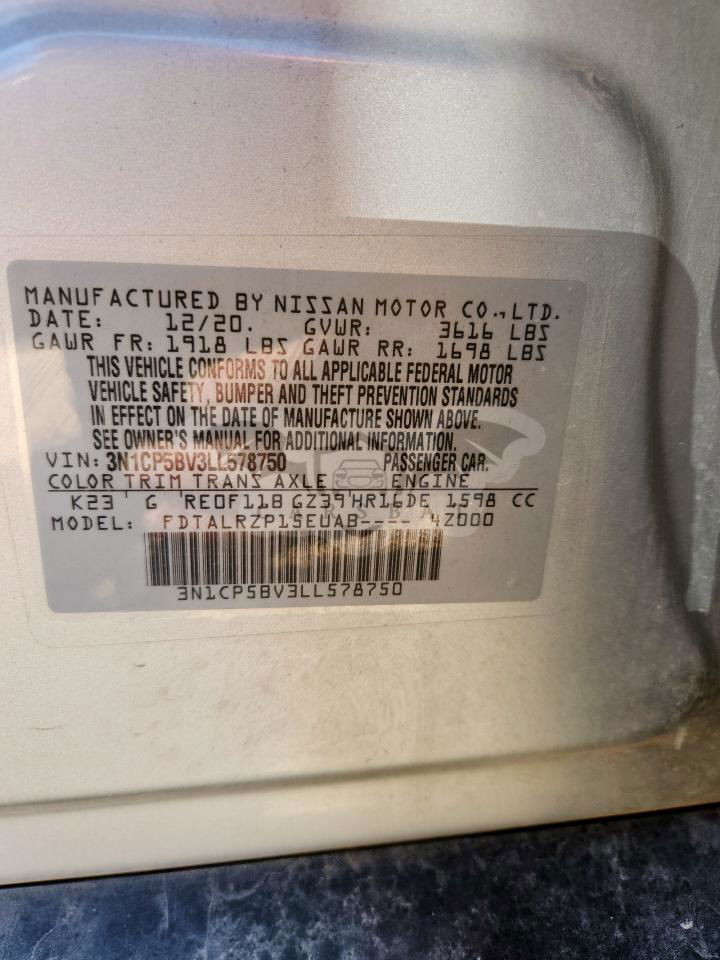 MANUFACTURED BY NISSAN MOTOR CO., LTD.
DATE: 12/20. GVWR: 3616 LBS
GAWR FR: 1918 LBS GAWR RR: 1698 LBS
THIS VEHICLE CONFORMS TO ALL APPLICABLE FEDERAL MOTOR
VEHICLE SAFETY, BUMPER AND THEFT PREVENTION STANDARDS
IN EFFECT ON THE DATE OF MANUFACTURE SHOWN ABOVE.
SEE OWNER'S MANUAL FOR ADDITIONAL INFORMATION.
VIN: 3N1CP5BV3LL578750 PASSENGER CAR.
COLOR TRIM TRANS AXLE ENGINE
K23 G RE0F11B GZ39 HR16DE 1598 CC
MODEL: FDTALRZP15EUAB---- 4Z000
3N1CP5BV3LL578750